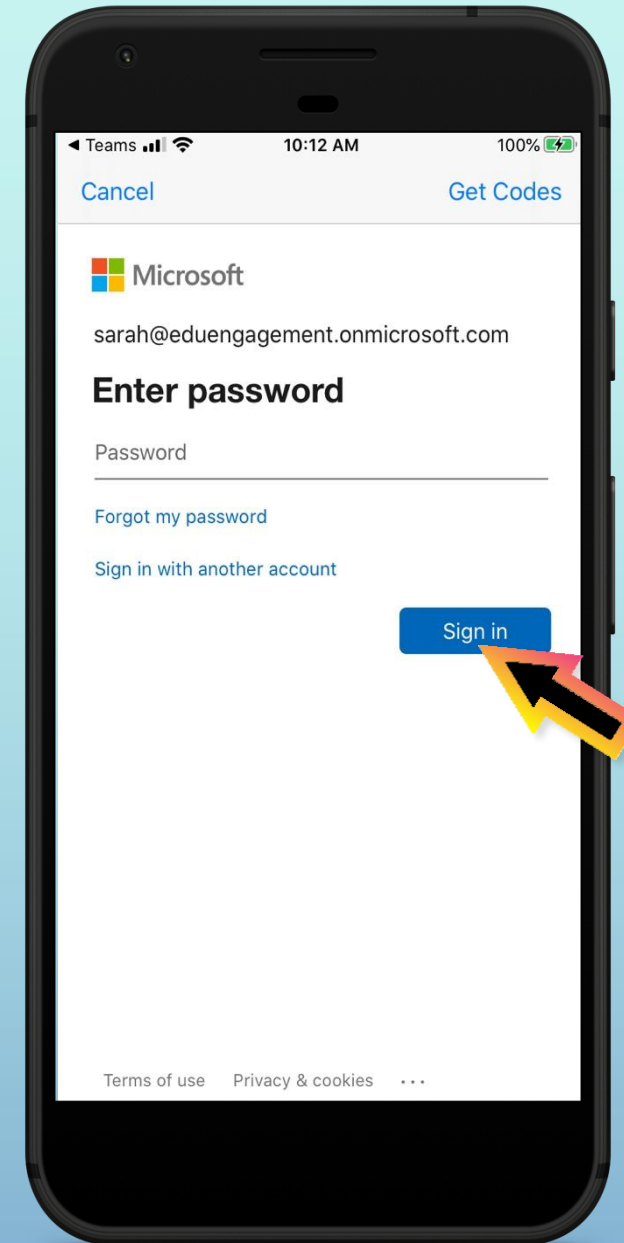 ◀ Teams 10:12 AM 100%
Cancel Get Codes
Microsoft
sarah@eduengagement.onmicrosoft.com
Enter password
Password
Forgot my password
Sign in with another account
Sign in
Terms of use Privacy & cookies ...